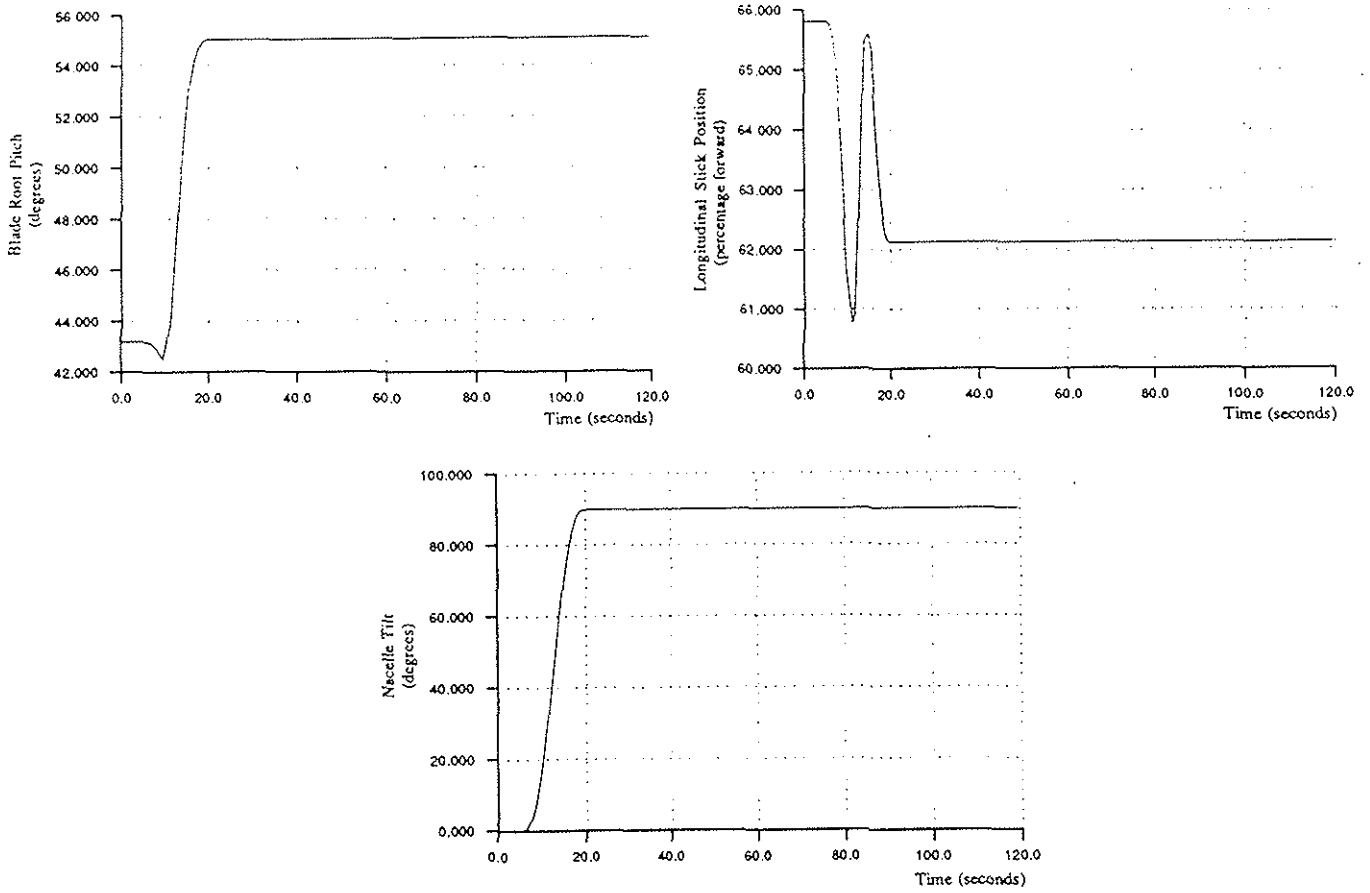 56.000
54.000
52.000
50.000
48.000
46.000
44.000
42.000
Blade Root Pitch
(degrees)
0.0 20.0 40.0 60.0 80.0 100.0 120.0
Time (seconds)
66.000
65.000
64.000
63.000
62.000
61.000
60.000
Longitudinal Stick Position
(percentage forward)
0.0 20.0 40.0 60.0 80.0 100.0 120.0
Time (seconds)
100.000
80.000
60.000
40.000
20.000
0.000
Nacelle Tilt
(degrees)
0.0 20.0 40.0 60.0 80.0 100.0 120.0
Time (seconds)